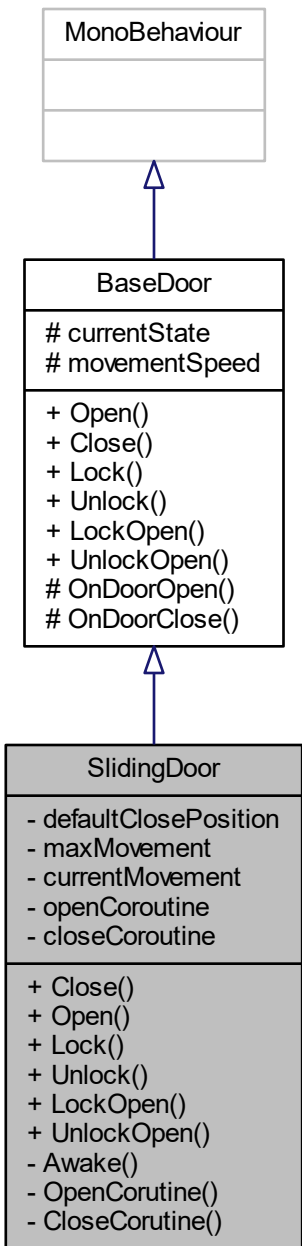 MonoBehaviour
BaseDoor
# currentState
# movementSpeed
+ Open()
+ Close()
+ Lock()
+ Unlock()
+ LockOpen()
+ UnlockOpen()
# OnDoorOpen()
# OnDoorClose()
SlidingDoor
- defaultClosePosition
- maxMovement
- currentMovement
- openCoroutine
- closeCoroutine
+ Close()
+ Open()
+ Lock()
+ Unlock()
+ LockOpen()
+ UnlockOpen()
- Awake()
- OpenCorutine()
- CloseCorutine()